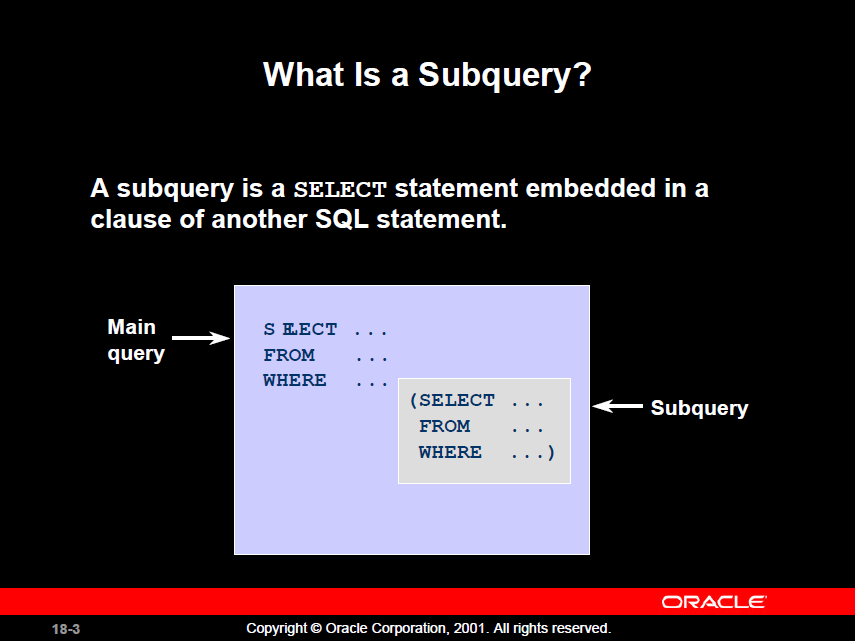 What Is a Subquery?
A subquery is a SELECT statement embedded in a
clause of another SQL statement.
Main
query
SELECT ...
FROM ...
WHERE ...
(SELECT ...
FROM ...
WHERE ...)
Subquery
ORACLE
18-3
Copyright © Oracle Corporation, 2001. All rights reserved.